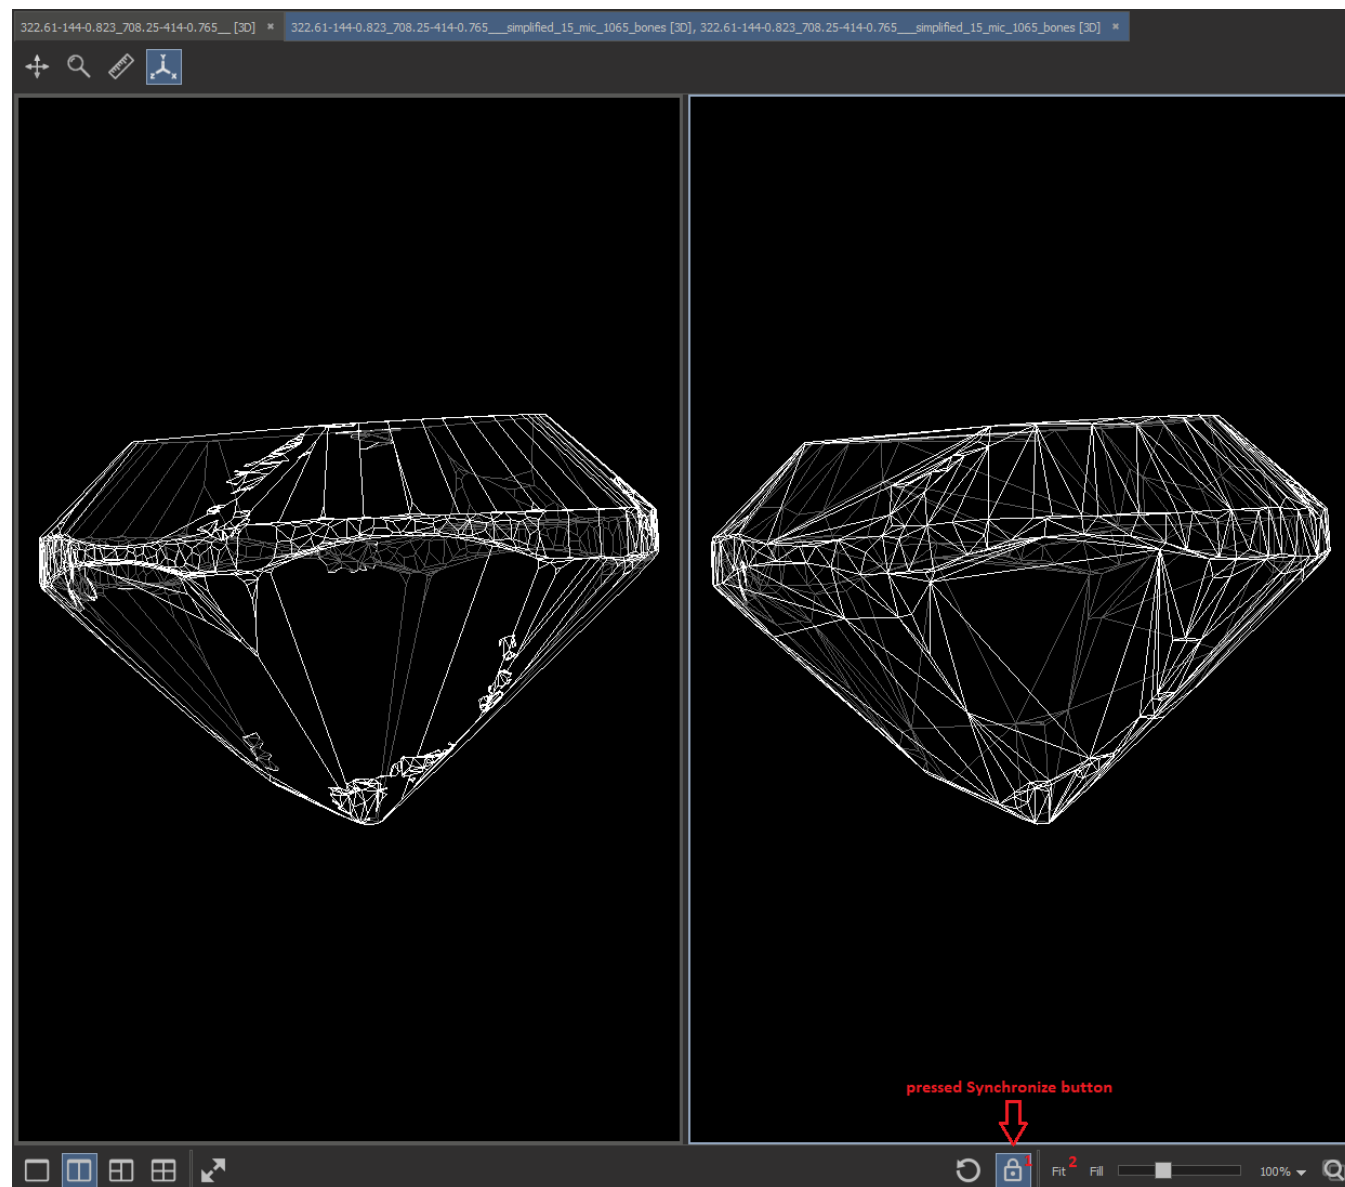 322.61-144-0.823_708.25-414-0.765__ [3D]
322.61-144-0.823_708.25-414-0.765___simplified_15_mic_1065_bones [3D], 322.61-144-0.823_708.25-414-0.765___simplified_15_mic_1065_bones [3D]
Y
Z X
pressed Synchronize button
1 Fit 2 Fill 100%